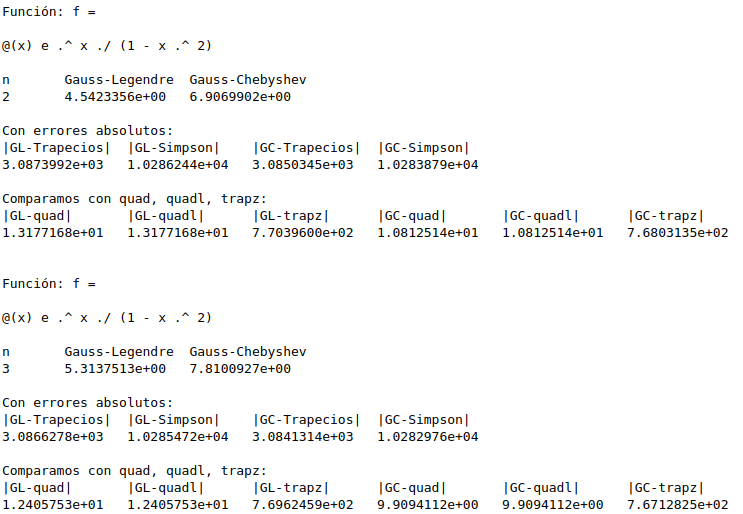 Función: f =
@(x) e .^ x ./ (1 - x .^ 2)
n       Gauss-Legendre  Gauss-Chebyshev
2       4.5423356e+00   6.9069902e+00
Con errores absolutos:
|GL-Trapecios|  |GL-Simpson|    |GC-Trapecios|  |GC-Simpson|
3.0873992e+03   1.0286244e+04   3.0850345e+03   1.0283879e+04
Comparamos con quad, quadl, trapz:
|GL-quad|       |GL-quadl|      |GL-trapz|      |GC-quad|       |GC-quadl|      |GC-trapz|
1.3177168e+01   1.3177168e+01   7.7039600e+02   1.0812514e+01   1.0812514e+01   7.6803135e+02
Función: f =
@(x) e .^ x ./ (1 - x .^ 2)
n       Gauss-Legendre  Gauss-Chebyshev
3       5.3137513e+00   7.8100927e+00
Con errores absolutos:
|GL-Trapecios|  |GL-Simpson|    |GC-Trapecios|  |GC-Simpson|
3.0866278e+03   1.0285472e+04   3.0841314e+03   1.0282976e+04
Comparamos con quad, quadl, trapz:
|GL-quad|       |GL-quadl|      |GL-trapz|      |GC-quad|       |GC-quadl|      |GC-trapz|
1.2405753e+01   1.2405753e+01   7.6962459e+02   9.9094112e+00   9.9094112e+00   7.6712825e+02